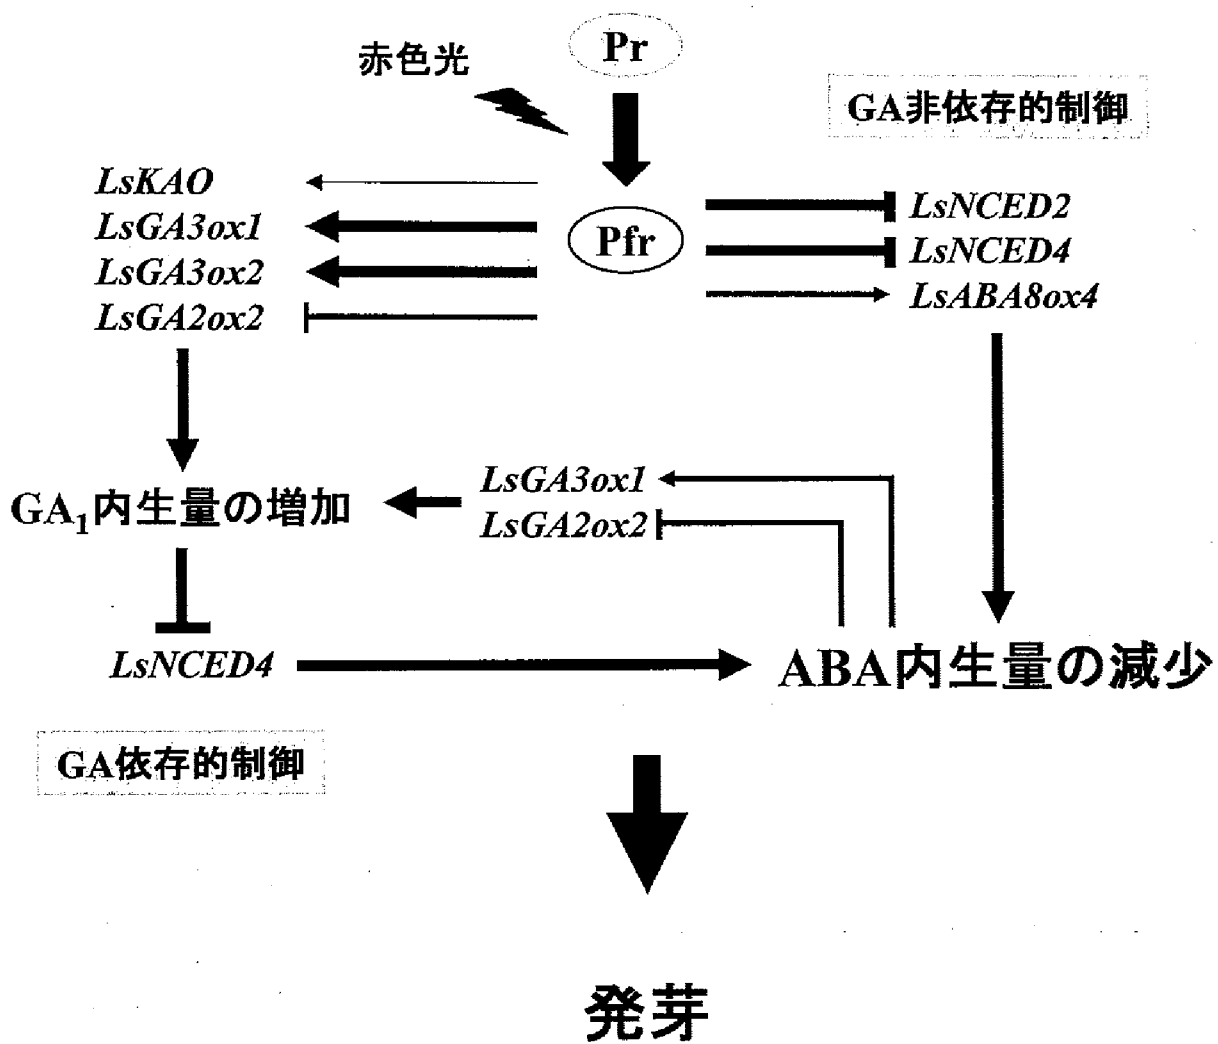 Pr
赤色光
GA非依存的制御
LsKAO
LsGA3ox1
LsGA3ox2
LsGA2ox2
Pfr
LsNCED2
LsNCED4
LsABA8ox4
GA₁内生量の増加
LsGA3ox1
LsGA2ox2
LsNCED4
ABA内生量の減少
GA依存的制御
発芽